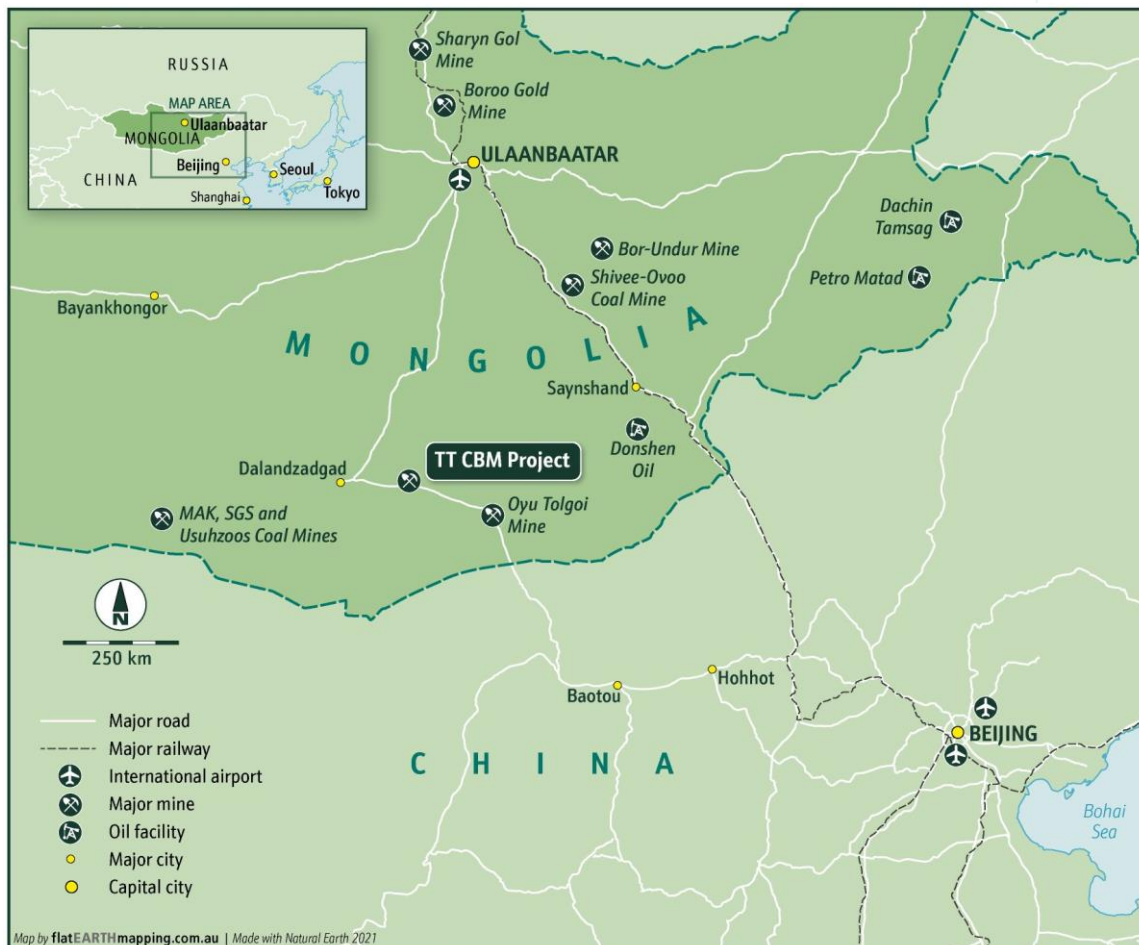 RUSSIA
MAP AREA
Ulaanbaatar
MONGOLIA
Beijing
Seoul
CHINA
Tokyo
Shanghai
Sharyn Gol
Mine
Boroo Gold
Mine
ULAANBAATAR
Dachin
Tamsag
Bor-Undur Mine
Petro Matad
Shivee-Ovoo
Coal Mine
Bayankhongor
MONGOLIA
Saynshand
Donshen
Oil
TT CBM Project
Dalandzadgad
Oyu Tolgoi
Mine
MAK, SGS and
Usuhzoos Coal Mines
N
250 km
Hohhot
Baotou
BEIJING
CHINA
Bohai
Sea
Major road
Major railway
International airport
Major mine
Oil facility
Major city
Capital city
Map by flatEARTHmapping.com.au | Made with Natural Earth 2021